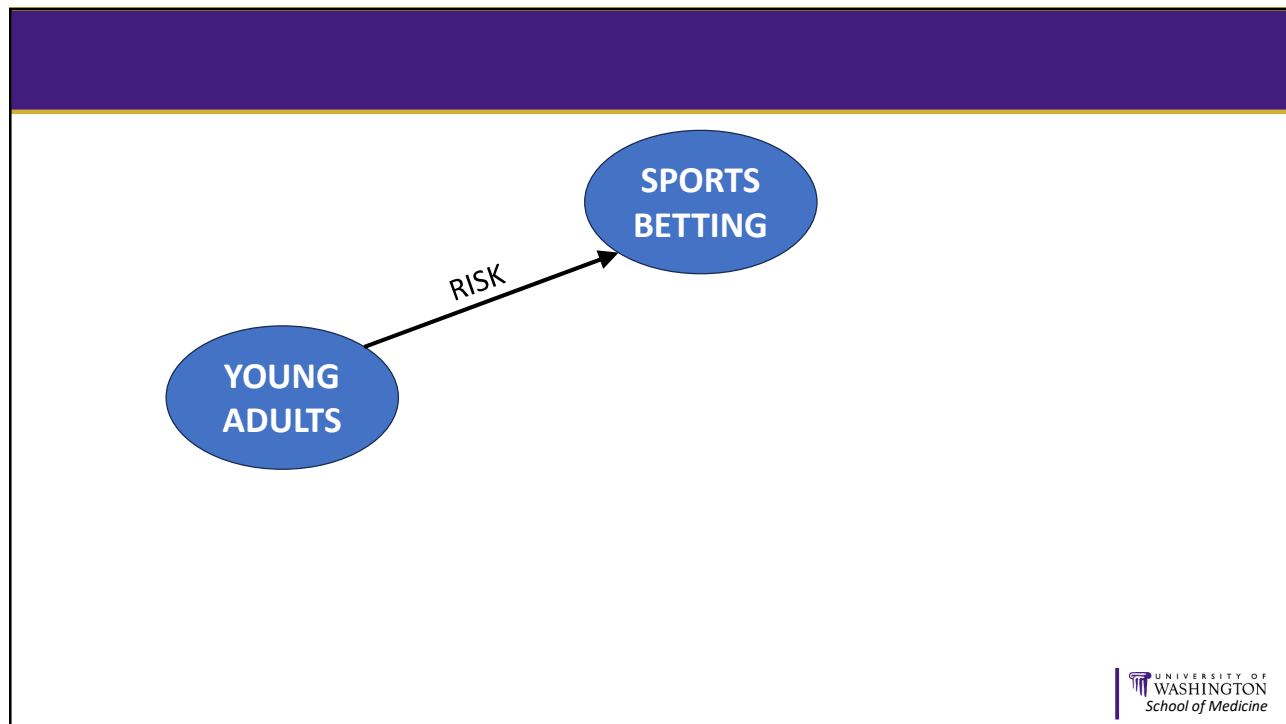 SPORTS
BETTING
RISK
YOUNG
ADULTS
UNIVERSITY OF
WASHINGTON
School of Medicine